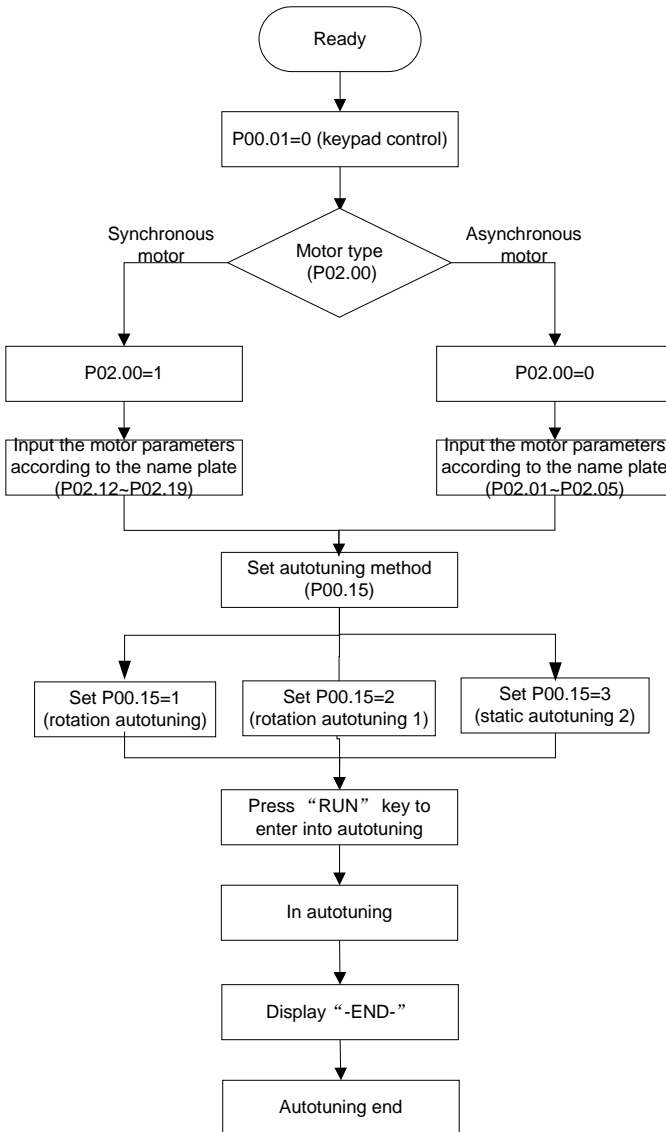 Ready
P00.01=0 (keypad control)
Synchronous
motor
Motor type
(P02.00)
Asynchronous
motor
P02.00=1
P02.00=0
Input the motor parameters
according to the name plate
(P02.12~P02.19)
Input the motor parameters
according to the name plate
(P02.01~P02.05)
Set autotuning method
(P00.15)
Set P00.15=1
(rotation autotuning)
Set P00.15=2
(rotation autotuning 1)
Set P00.15=3
(static autotuning 2)
Press “RUN” key to
enter into autotuning
In autotuning
Display “-END-”
Autotuning end